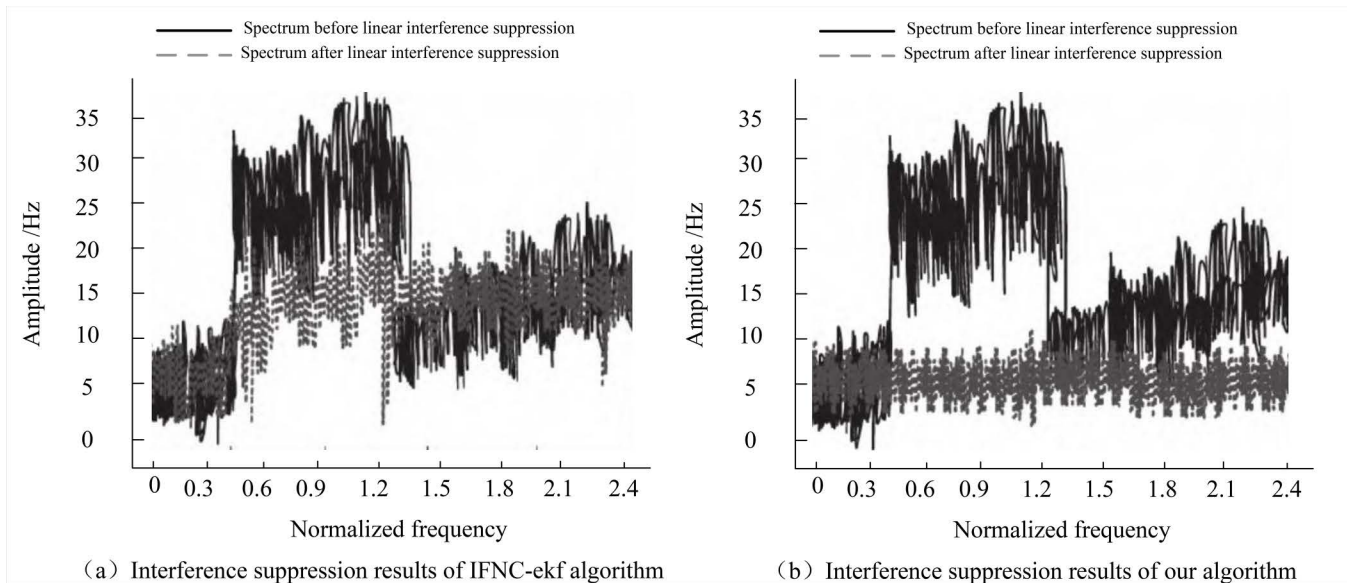 Spectrum before linear interference suppression
Spectrum after linear interference suppression
35
30
25
20
15
10
5
0
Amplitude /Hz
0 0.3 0.6 0.9 1.2 1.5 1.8 2.1 2.4
Normalized frequency
（a）Interference suppression results of IFNC-ekf algorithm
Spectrum before linear interference suppression
Spectrum after linear interference suppression
35
30
25
20
15
10
5
0
Amplitude /Hz
0 0.3 0.6 0.9 1.2 1.5 1.8 2.1 2.4
Normalized frequency
（b）Interference suppression results of our algorithm